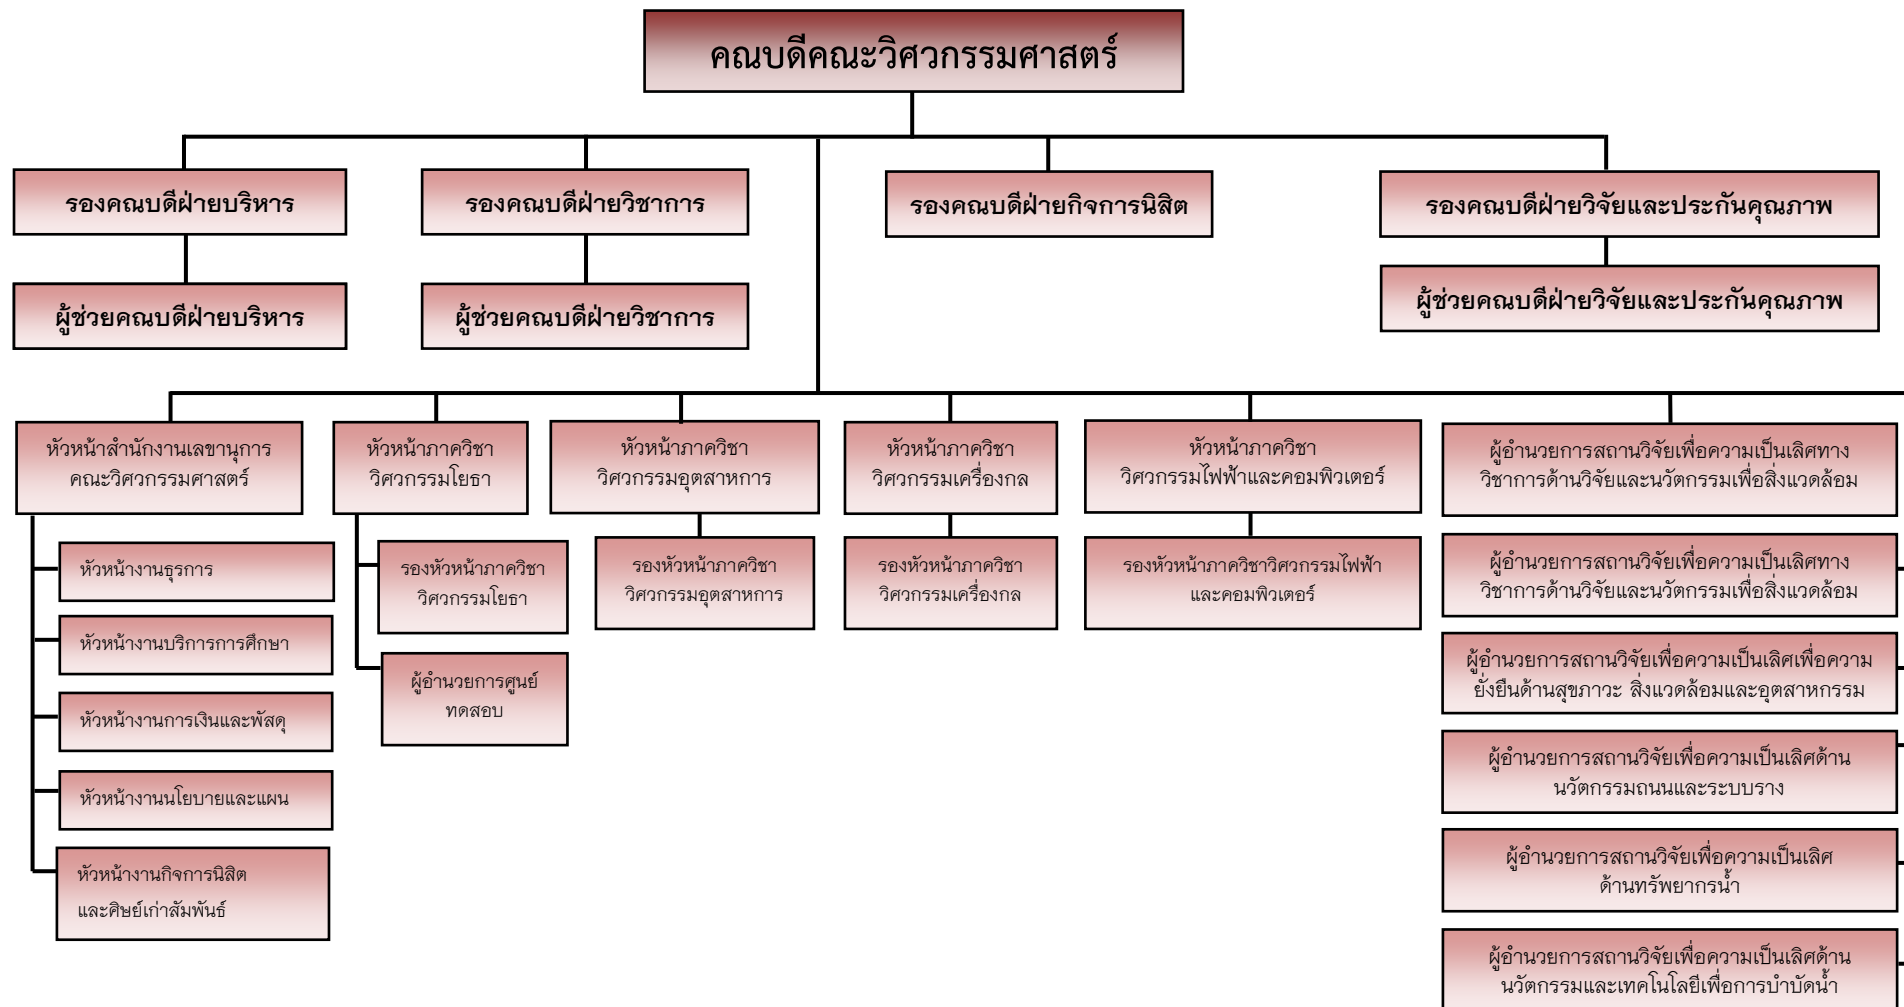 คณบดีคณะวิศวกรรมศาสตร์
รองคณบดีฝ่ายบริหาร
รองคณบดีฝ่ายวิชาการ
รองคณบดีฝ่ายกิจการนิสิต
รองคณบดีฝ่ายวิจัยและประกันคุณภาพ
ผู้ช่วยคณบดีฝ่ายบริหาร
ผู้ช่วยคณบดีฝ่ายวิชาการ
ผู้ช่วยคณบดีฝ่ายวิจัยและประกันคุณภาพ
หัวหน้าสำนักงานเลขานุการ
คณะวิศวกรรมศาสตร์
หัวหน้างานธุรการ
หัวหน้างานบริการการศึกษา
หัวหน้างานการเงินและพัสดุ
หัวหน้างานนโยบายและแผน
หัวหน้างานกิจการนิสิต
และศิษย์เก่าสัมพันธ์
หัวหน้าภาควิชา
วิศวกรรมโยธา
รองหัวหน้าภาควิชา
วิศวกรรมโยธา
ผู้อำนวยการศูนย์
ทดสอบ
หัวหน้าภาควิชา
วิศวกรรมอุตสาหการ
รองหัวหน้าภาควิชา
วิศวกรรมอุตสาหการ
หัวหน้าภาควิชา
วิศวกรรมเครื่องกล
รองหัวหน้าภาควิชา
วิศวกรรมเครื่องกล
หัวหน้าภาควิชา
วิศวกรรมไฟฟ้าและคอมพิวเตอร์
รองหัวหน้าภาควิชาวิศวกรรมไฟฟ้า
และคอมพิวเตอร์
ผู้อำนวยการสถานวิจัยเพื่อความเป็นเลิศทาง
วิชาการด้านวิจัยและนวัตกรรมเพื่อสิ่งแวดล้อม
ผู้อำนวยการสถานวิจัยเพื่อความเป็นเลิศทาง
วิชาการด้านวิจัยและนวัตกรรมเพื่อสิ่งแวดล้อม
ผู้อำนวยการสถานวิจัยเพื่อความเป็นเลิศเพื่อความ
ยั่งยืนด้านสุขภาวะ สิ่งแวดล้อมและอุตสาหกรรม
ผู้อำนวยการสถานวิจัยเพื่อความเป็นเลิศด้าน
นวัตกรรมถนนและระบบราง
ผู้อำนวยการสถานวิจัยเพื่อความเป็นเลิศ
ด้านทรัพยากรน้ำ
ผู้อำนวยการสถานวิจัยเพื่อความเป็นเลิศด้าน
นวัตกรรมและเทคโนโลยีเพื่อการบำบัดน้ำ